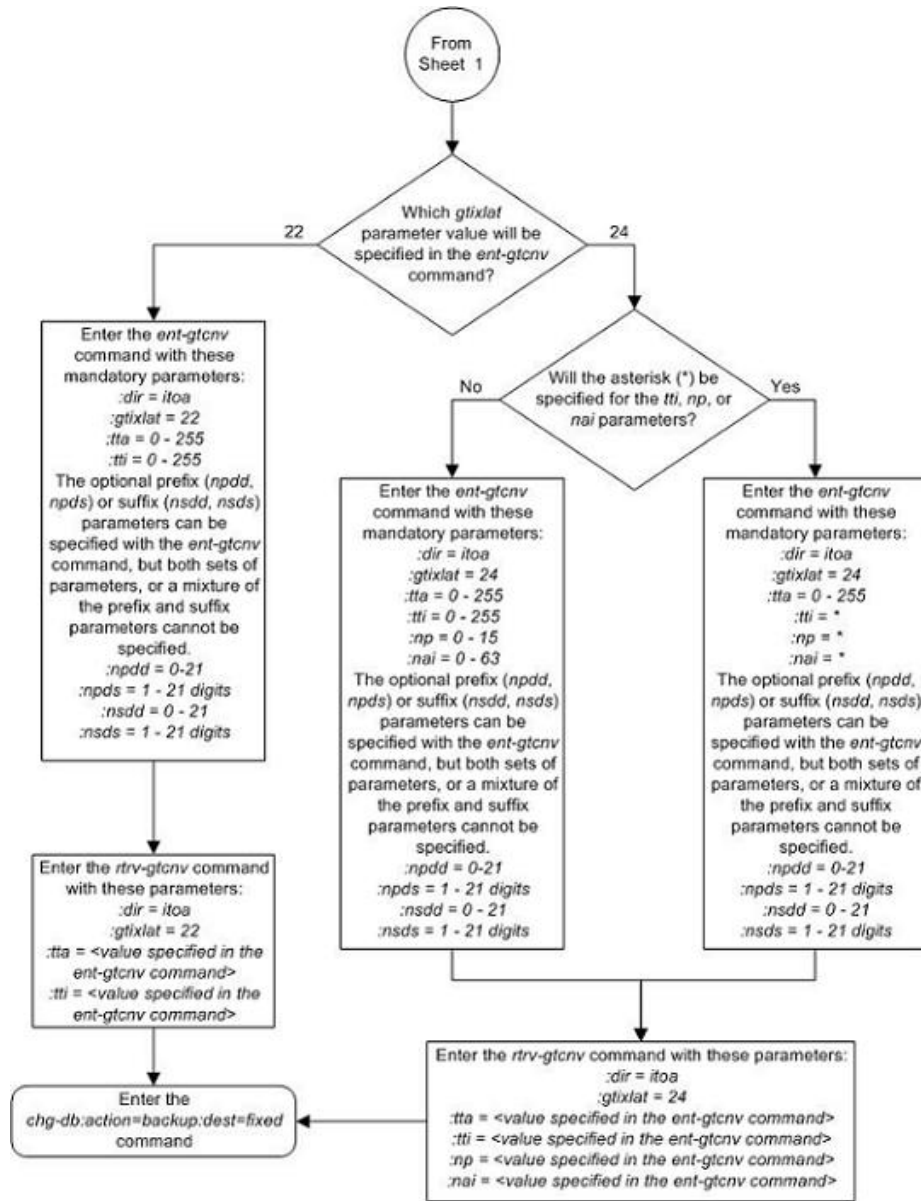 From
Sheet 1
Which gtixlat
parameter value will be
specified in the ent-gtcnv
command?
22
24
Enter the ent-gtcnv
command with these
mandatory parameters:
:dir = itoa
:gtixlat = 22
:tta = 0 - 255
:tti = 0 - 255
The optional prefix (npdd,
npds) or suffix (nsdd, nsds)
parameters can be
specified with the ent-gtcnv
command, but both sets of
parameters, or a mixture of
the prefix and suffix
parameters cannot be
specified.
:npdd = 0-21
:npds = 1 - 21 digits
:nsdd = 0 - 21
:nsds = 1 - 21 digits
Will the asterisk (*) be
specified for the tti, np, or
nai parameters?
No
Yes
Enter the ent-gtcnv
command with these
mandatory parameters:
:dir = itoa
:gtixlat = 24
:tta = 0 - 255
:tti = 0 - 255
:np = 0 - 15
:nai = 0 - 63
The optional prefix (npdd,
npds) or suffix (nsdd, nsds)
parameters can be
specified with the ent-gtcnv
command, but both sets of
parameters, or a mixture of
the prefix and suffix
parameters cannot be
specified.
:npdd = 0-21
:npds = 1 - 21 digits
:nsdd = 0 - 21
:nsds = 1 - 21 digits
Enter the ent-gtcnv
command with these
mandatory parameters:
:dir = itoa
:gtixlat = 24
:tta = 0 - 255
:tti = *
:np = *
:nai = *
The optional prefix (npdd,
npds) or suffix (nsdd, nsds)
parameters can be
specified with the ent-gtcnv
command, but both sets of
parameters, or a mixture of
the prefix and suffix
parameters cannot be
specified.
:npdd = 0-21
:npds = 1 - 21 digits
:nsdd = 0 - 21
:nsds = 1 - 21 digits
Enter the rtrv-gtcnv command
with these parameters:
:dir = itoa
:gtixlat = 22
:tta = <value specified in the
ent-gtcnv command>
:tti = <value specified in the
ent-gtcnv command>
Enter the rtrv-gtcnv command with these parameters:
:dir = itoa
:gtixlat = 24
:tta = <value specified in the ent-gtcnv command>
:tti = <value specified in the ent-gtcnv command>
:np = <value specified in the ent-gtcnv command>
:nai = <value specified in the ent-gtcnv command>
Enter the
chg-db:action=backup:dest=fixed
command